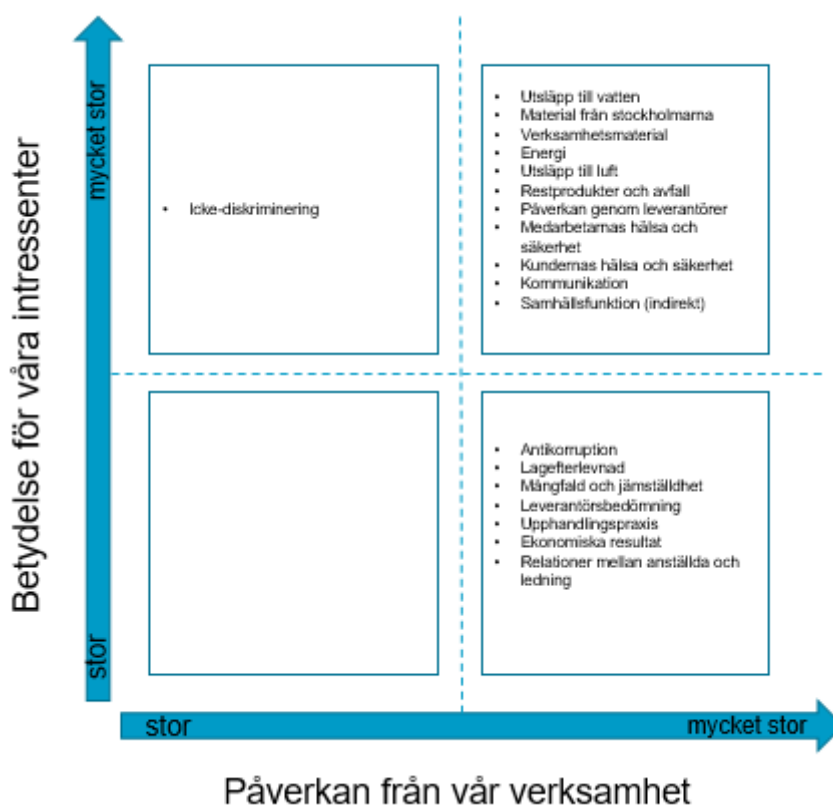 Betydelse för våra intressenter
mycket stor
stor
• Icke-diskriminering
• Utsläpp till vatten
• Material från stockholmarna
• Verksamhetsmaterial
• Energi
• Utsläpp till luft
• Restprodukter och avfall
• Påverkan genom leverantörer
• Medarbetarnas hälsa och
säkerhet
• Kundernas hälsa och säkerhet
• Kommunikation
• Samhällsfunktion (indirekt)
• Antikorruption
• Lagefterlevnad
• Mångfald och jämställdhet
• Leverantörsbedömning
• Upphandlingspraxis
• Ekonomiska resultat
• Relationer mellan anställda och
ledning
stor
mycket stor
Påverkan från vår verksamhet